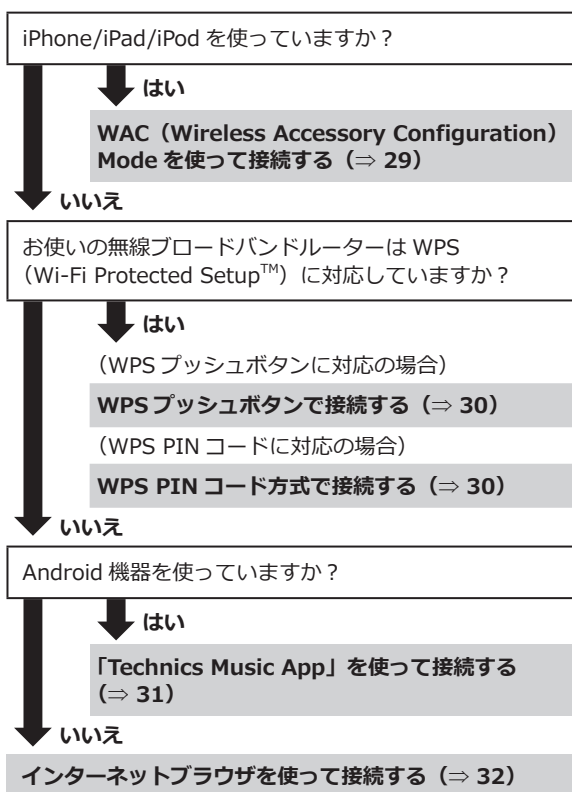 iPhone/iPad/iPod を使っていますか？
はい
WAC（Wireless Accessory Configuration）
Mode を使って接続する（⇒ 29）
いいえ
お使いの無線ブロードバンドルーターは WPS
（Wi-Fi Protected Setup™）に対応していますか？
はい
（WPS プッシュボタンに対応の場合）
WPS プッシュボタンで接続する（⇒ 30）
（WPS PIN コードに対応の場合）
WPS PIN コード方式で接続する（⇒ 30）
いいえ
Android 機器を使っていますか？
はい
「Technics Music App」を使って接続する
（⇒ 31）
いいえ
インターネットブラウザを使って接続する（⇒ 32）